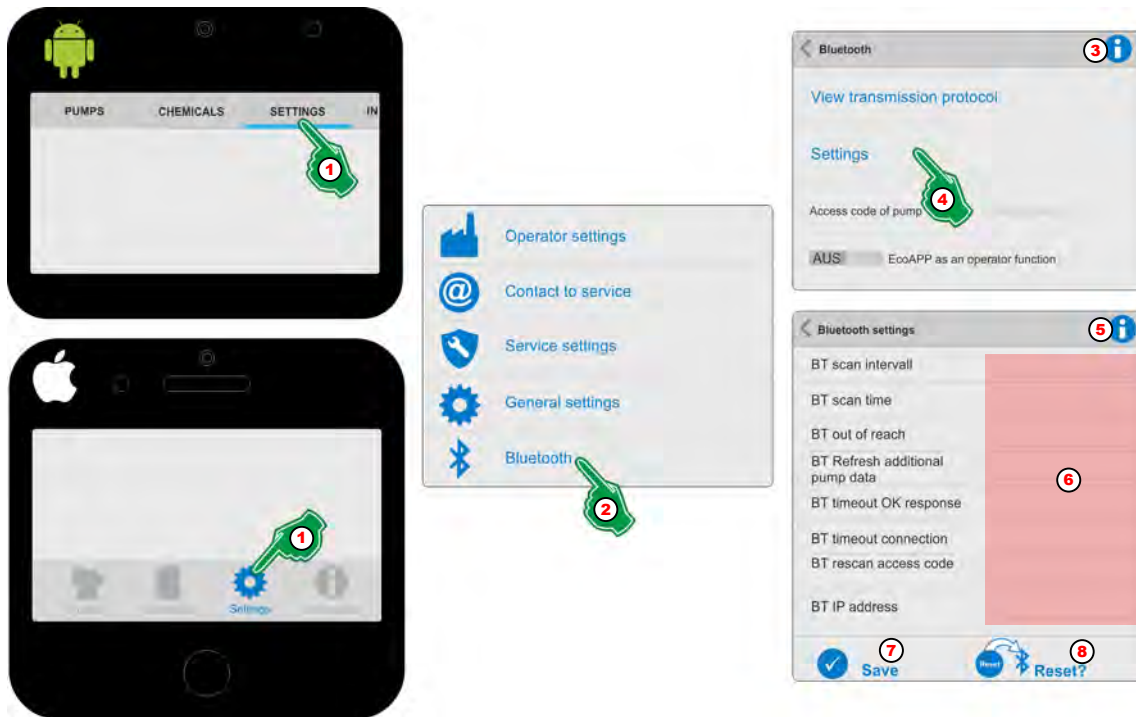 PUMPS CHEMICALS SETTINGS IN
1
Settings
1
Operator settings
Contact to service
Service settings
General settings
Bluetooth
2
Bluetooth 3
View transmission protocol
Settings
4
Access code of pump
AUS EcoAPP as an operator function
Bluetooth settings 5
BT scan intervall
BT scan time
BT out of reach
BT Refresh additional
pump data
6
BT timeout OK response
BT timeout connection
BT rescan access code
BT IP address
7 8
Save Reset Reset?